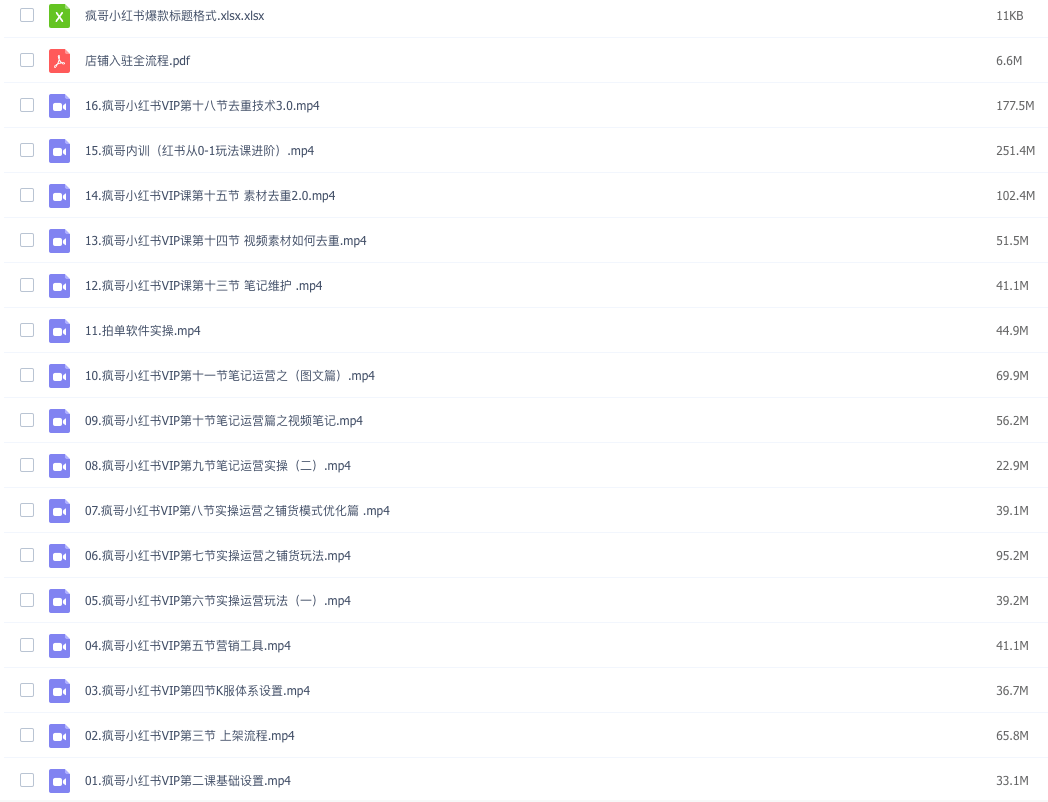 疯哥小红书爆款标题格式.xlsx.xlsx 11KB
店铺入驻全流程.pdf 6.6M
16.疯哥小红书VIP第十八节去重技术3.0.mp4 177.5M
15.疯哥内训（红书从0-1玩法课进阶）.mp4 251.4M
14.疯哥小红书VIP课第十五节 素材去重2.0.mp4 102.4M
13.疯哥小红书VIP课第十四节 视频素材如何去重.mp4 51.5M
12.疯哥小红书VIP课第十三节 笔记维护 .mp4 41.1M
11.拍单软件实操.mp4 44.9M
10.疯哥小红书VIP第十一节笔记运营之（图文篇）.mp4 69.9M
09.疯哥小红书VIP第十节笔记运营篇之视频笔记.mp4 56.2M
08.疯哥小红书VIP第九节笔记运营实操（二）.mp4 22.9M
07.疯哥小红书VIP第八节实操运营之铺货模式优化篇 .mp4 39.1M
06.疯哥小红书VIP第七节实操运营之铺货玩法.mp4 95.2M
05.疯哥小红书VIP第六节实操运营玩法（一）.mp4 39.2M
04.疯哥小红书VIP第五节营销工具.mp4 41.1M
03.疯哥小红书VIP第四节K服体系设置.mp4 36.7M
02.疯哥小红书VIP第三节 上架流程.mp4 65.8M
01.疯哥小红书VIP第二课基础设置.mp4 33.1M